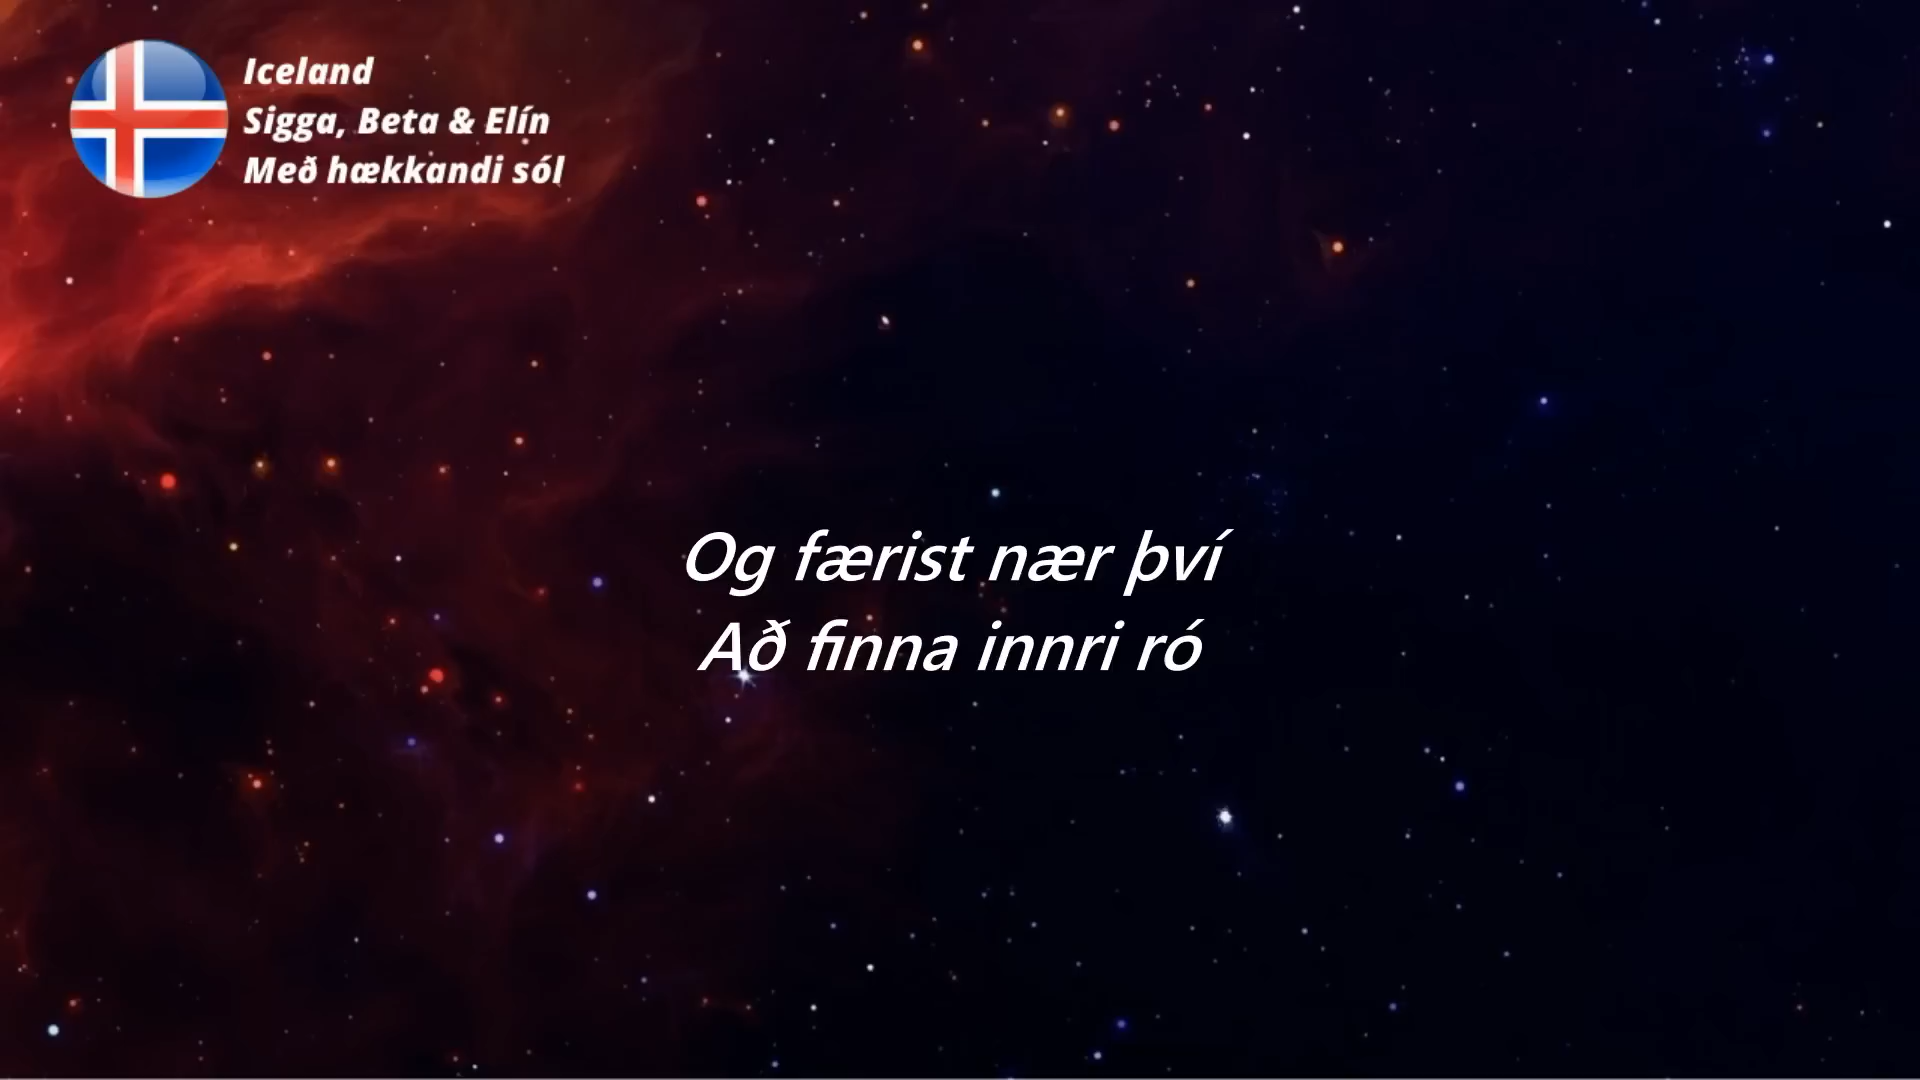 Iceland
Sigga, Beta & Elín
Með hækkandi sól
Og færist nær því
Að finna innri ró